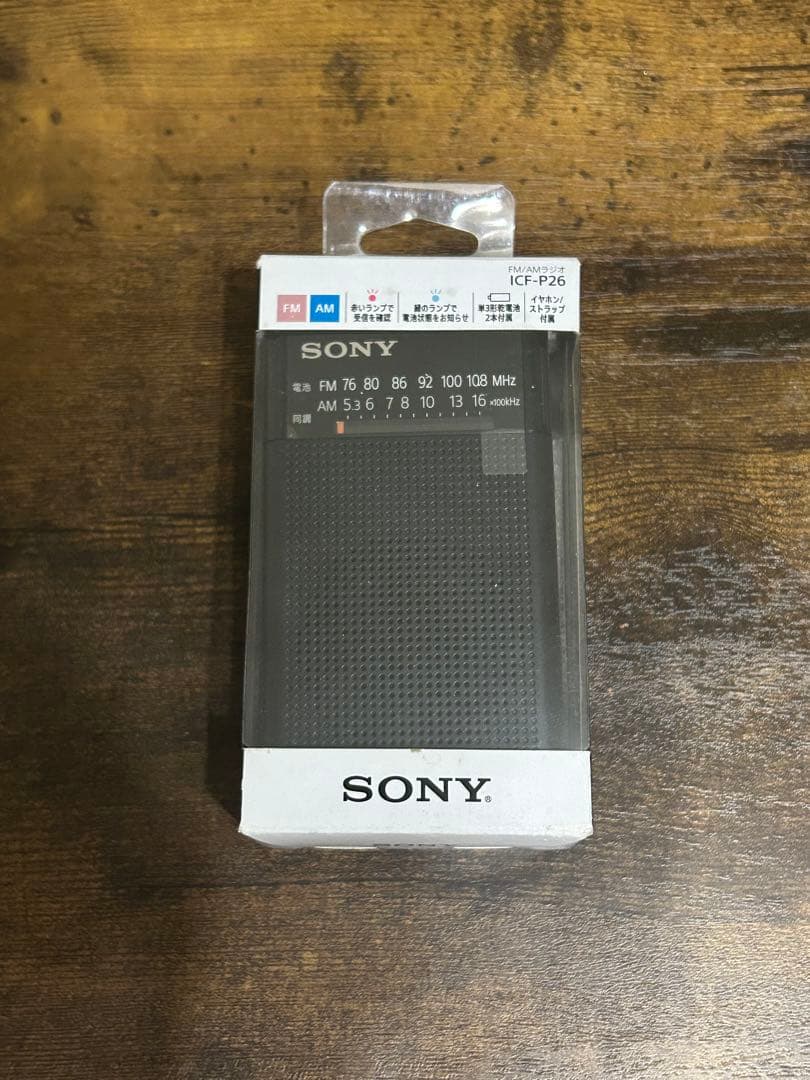 FM/AMラジオ
ICF-P26
FM
AM
赤いランプで
受信を確認
緑のランプで
電池状態をお知らせ
単3形乾電池
2本付属
イヤホン/
ストラップ
付属
SONY
電池 FM 76 80 86 92 100 108 MHz
AM 5.3 6 7 8 10 13 16 ×100kHz
同調
SONY®
SONY